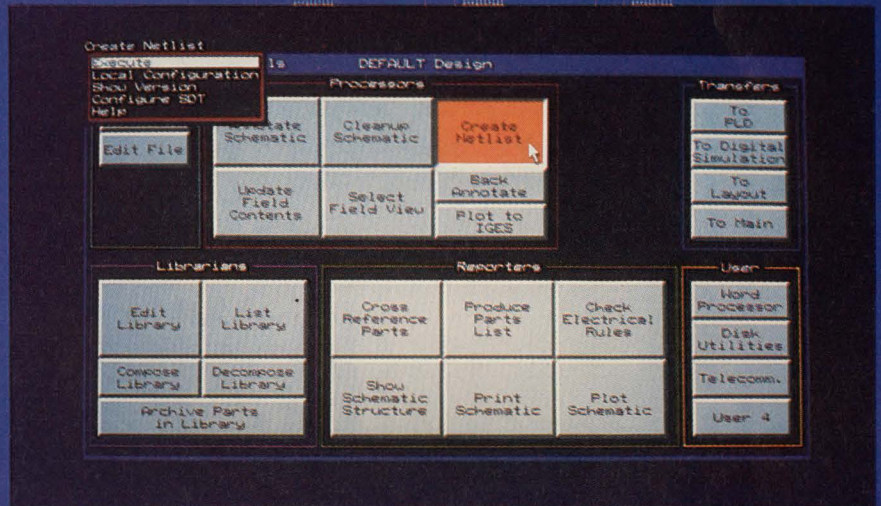 Create Netlist
Execute
Local Configuration
Show Version
Configure SDT
Help
ls
DEFAULT Design
Processors
Transfers
Edit File
Annotate
Schematic
Cleanup
Schematic
Create
Netlist
Update
Field
Contents
Select
Field View
Back
Annotate
Plot to
IGES
To
PLD
To Digital
Simulation
To
Layout
To Main
Librarians
Reporters
User
Edit
Library
List
Library
Compose
Library
Decompose
Library
Archive Parts
in Library
Cross
Reference
Parts
Produce
Parts
List
Check
Electrical
Rules
Show
Schematic
Structure
Print
Schematic
Plot
Schematic
Word
Processor
Disk
Utilities
Telecomm.
User 4